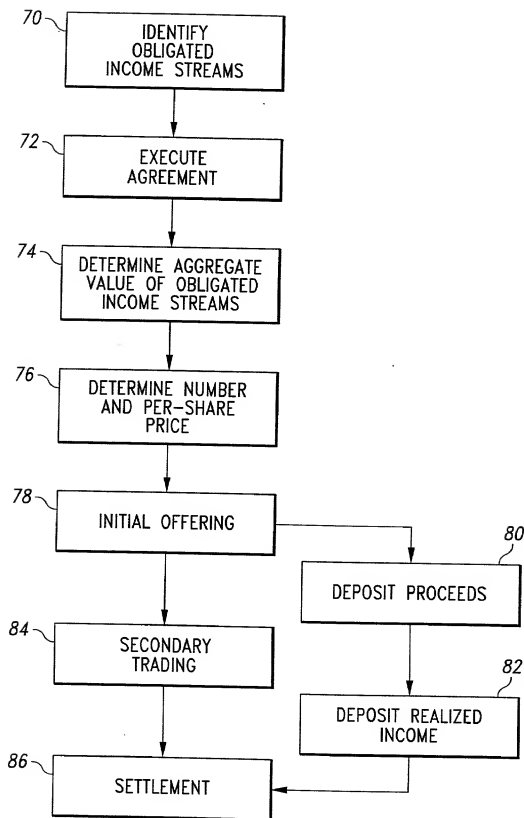 70
IDENTIFY
OBLIGATED
INCOME STREAMS
72
EXECUTE
AGREEMENT
74
DETERMINE AGGREGATE
VALUE OF OBLIGATED
INCOME STREAMS
76
DETERMINE NUMBER
AND PER-SHARE
PRICE
78
INITIAL OFFERING
80
DEPOSIT PROCEEDS
84
SECONDARY
TRADING
82
DEPOSIT REALIZED
INCOME
86
SETTLEMENT